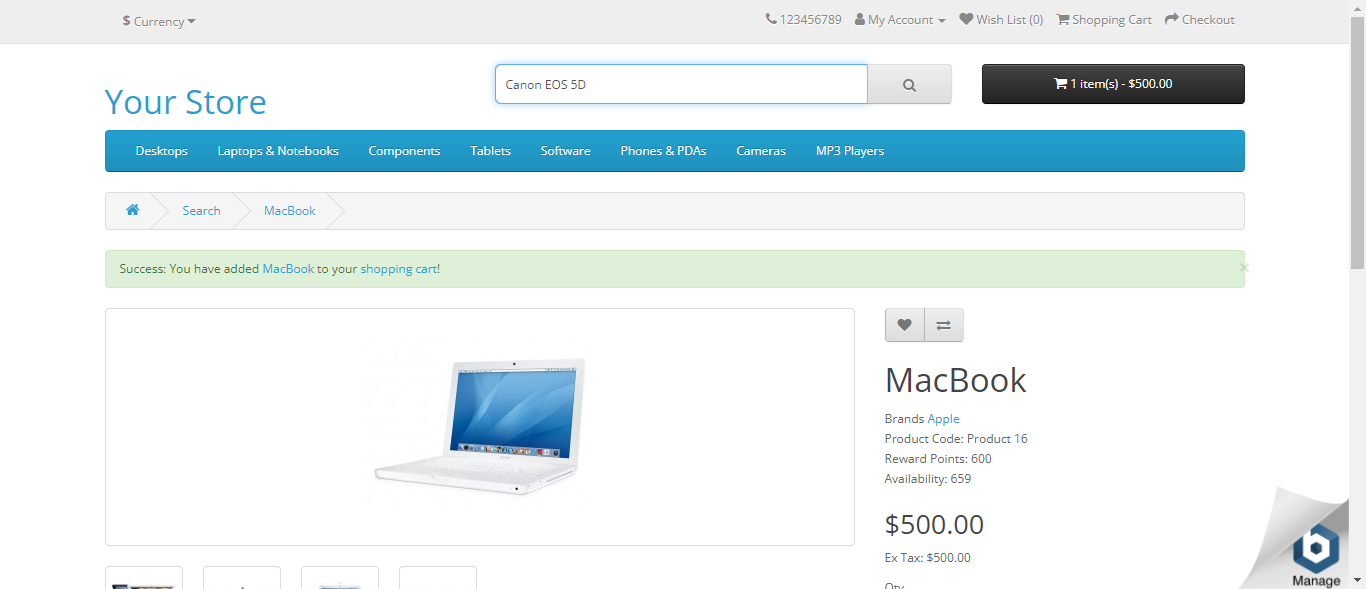 $ Currency
123456789 My Account Wish List (0) Shopping Cart Checkout
Your Store
Canon EOS 5D
1 item(s) - $500.00
Desktops Laptops & Notebooks Components Tablets Software Phones & PDAs Cameras MP3 Players
Search MacBook
Success: You have added MacBook to your shopping cart!
×
MacBook
Brands Apple
Product Code: Product 16
Reward Points: 600
Availability: 659
$500.00
Ex Tax: $500.00
Qty
Manage